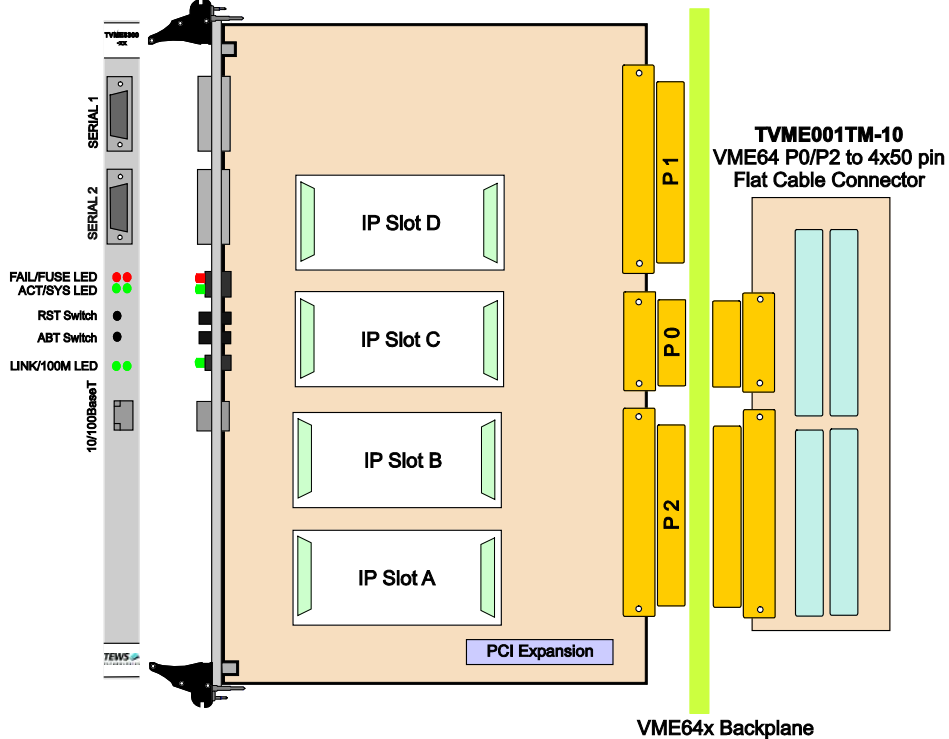 TVME8300
-XX
SERIAL 1
SERIAL 2
FAIL/FUSE LED
ACT/SYS LED
RST Switch
ABT Switch
LINK/100M LED
10/100BaseT
TEWS
IP Slot D
IP Slot C
IP Slot B
IP Slot A
PCI Expansion
P1
P0
P2
TVME001TM-10
VME64 P0/P2 to 4x50 pin
Flat Cable Connector
VME64x Backplane